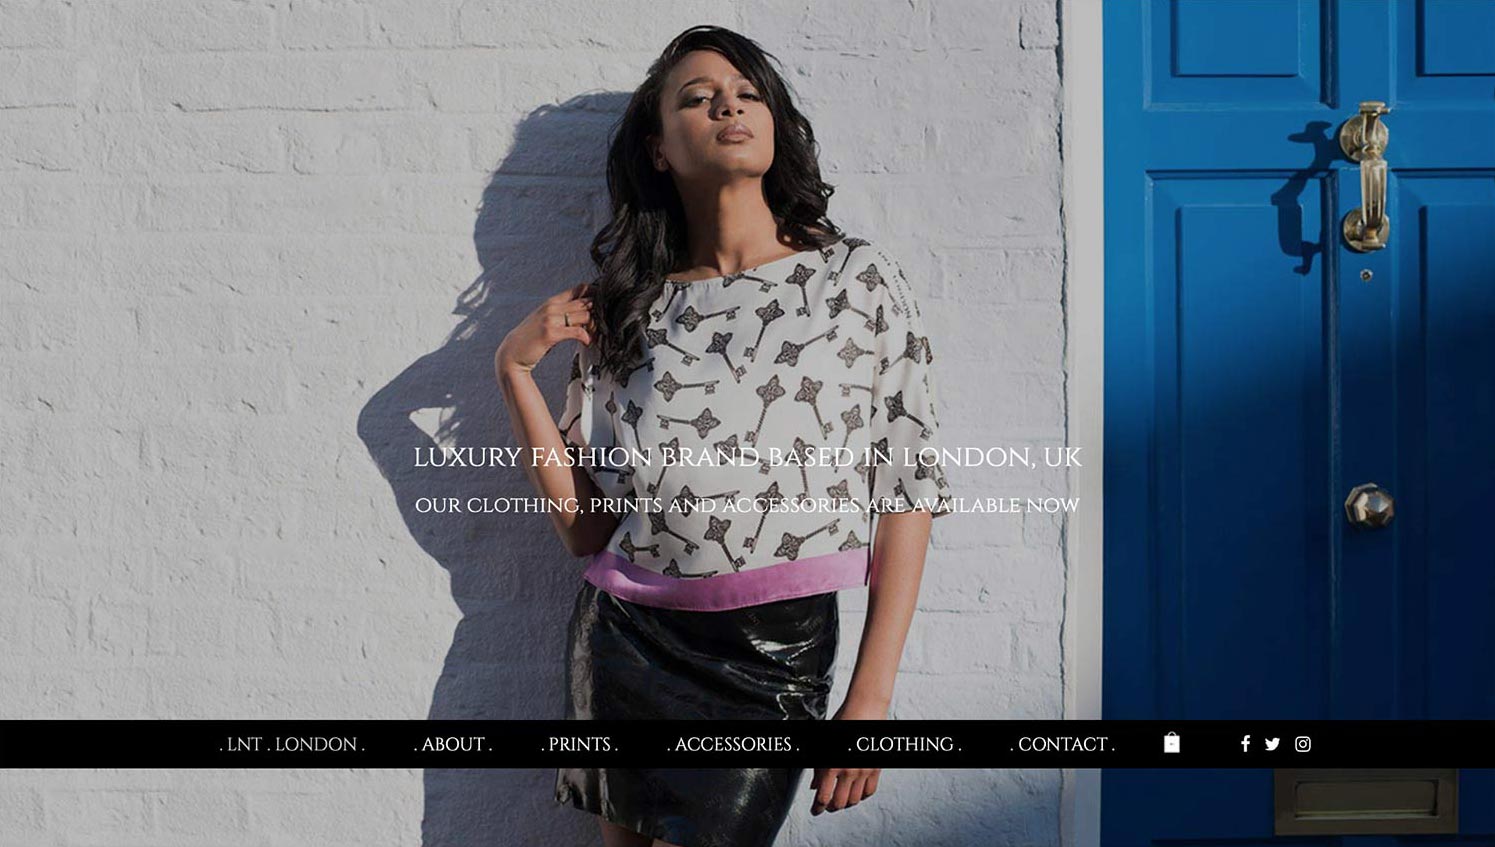 LUXURY FASHION BRAND BASED IN LONDON, UK
OUR CLOTHING, PRINTS AND ACCESSORIES ARE AVAILABLE NOW
. LNT . LONDON . . ABOUT . . PRINTS . . ACCESSORIES . . CLOTHING . . CONTACT .